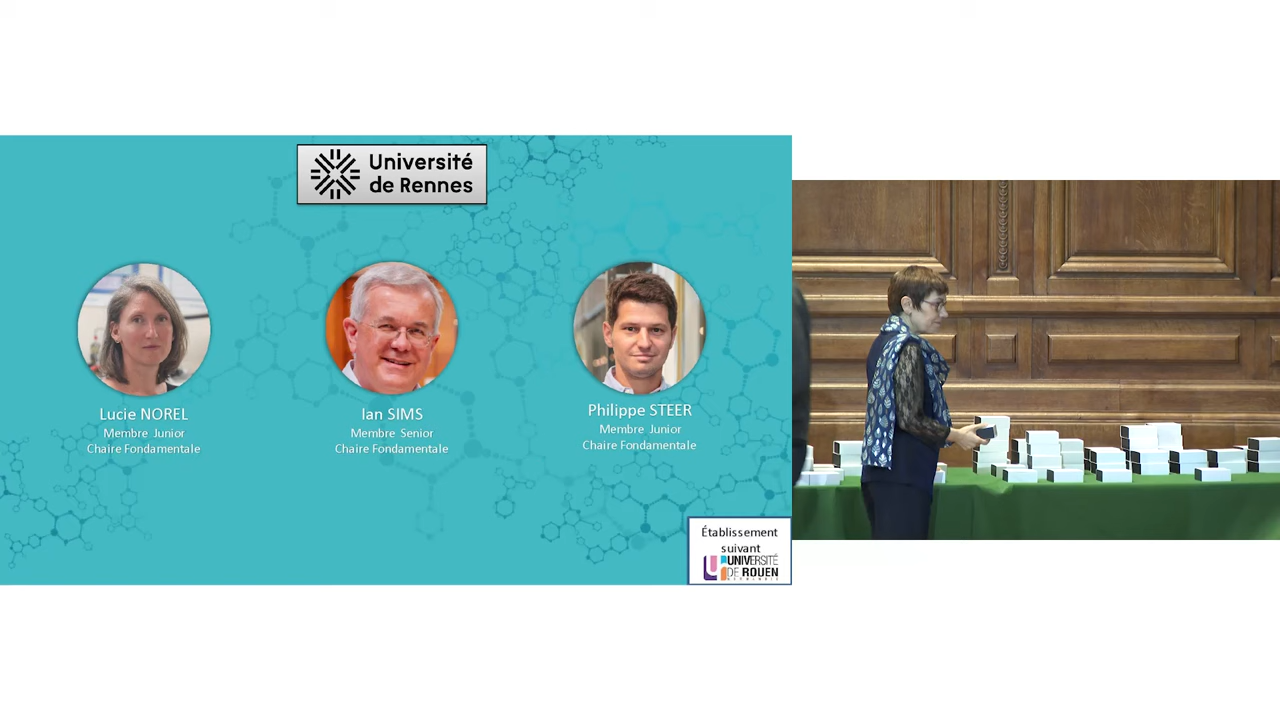 Université
de Rennes
Lucie NOREL
Membre Junior
Chaire Fondamentale
Ian SIMS
Membre Senior
Chaire Fondamentale
Philippe STEER
Membre Junior
Chaire Fondamentale
Établissement
suivant
UNIVERSITÉ
DE ROUEN
NORMANDIE